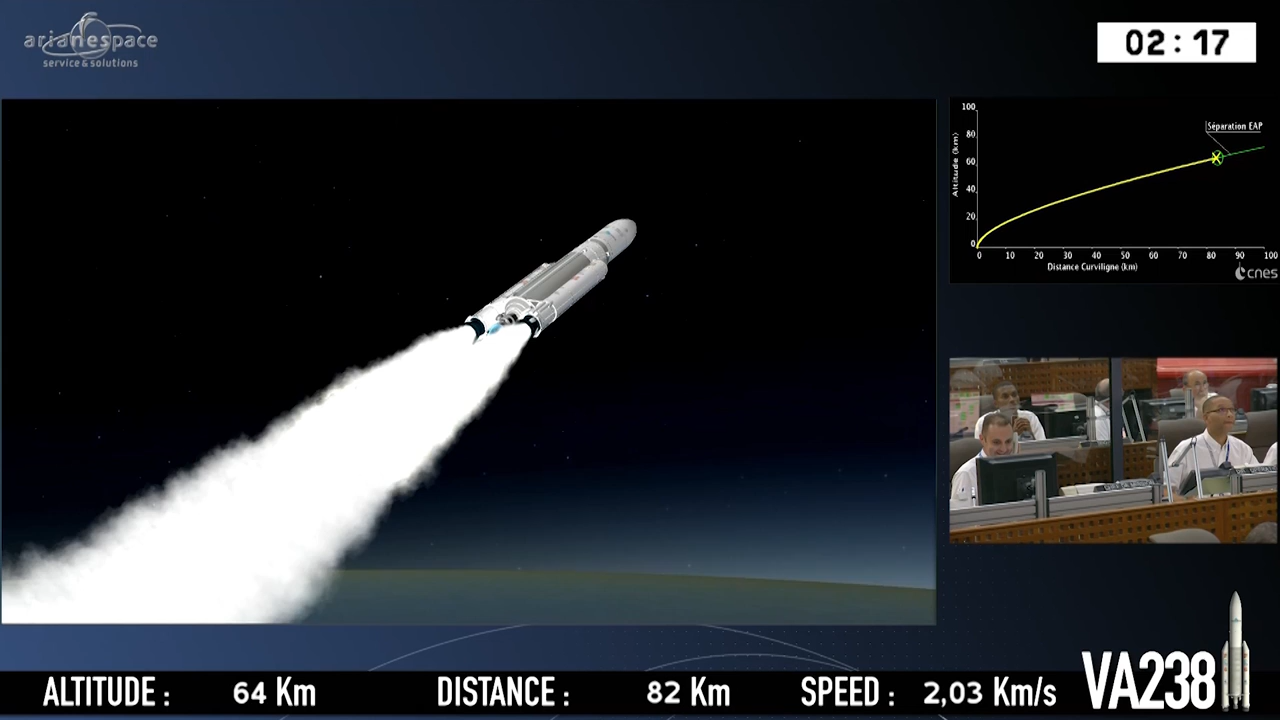 arianespace
service & solutions
02 : 17
100
80
60
40
20
0
Altitude (km)
Séparation EAP
0 10 20 30 40 50 60 70 80 90 100
Distance Curviligne (km)
cnes
VA238
ALTITUDE : 64 Km DISTANCE : 82 Km SPEED : 2,03 Km/s